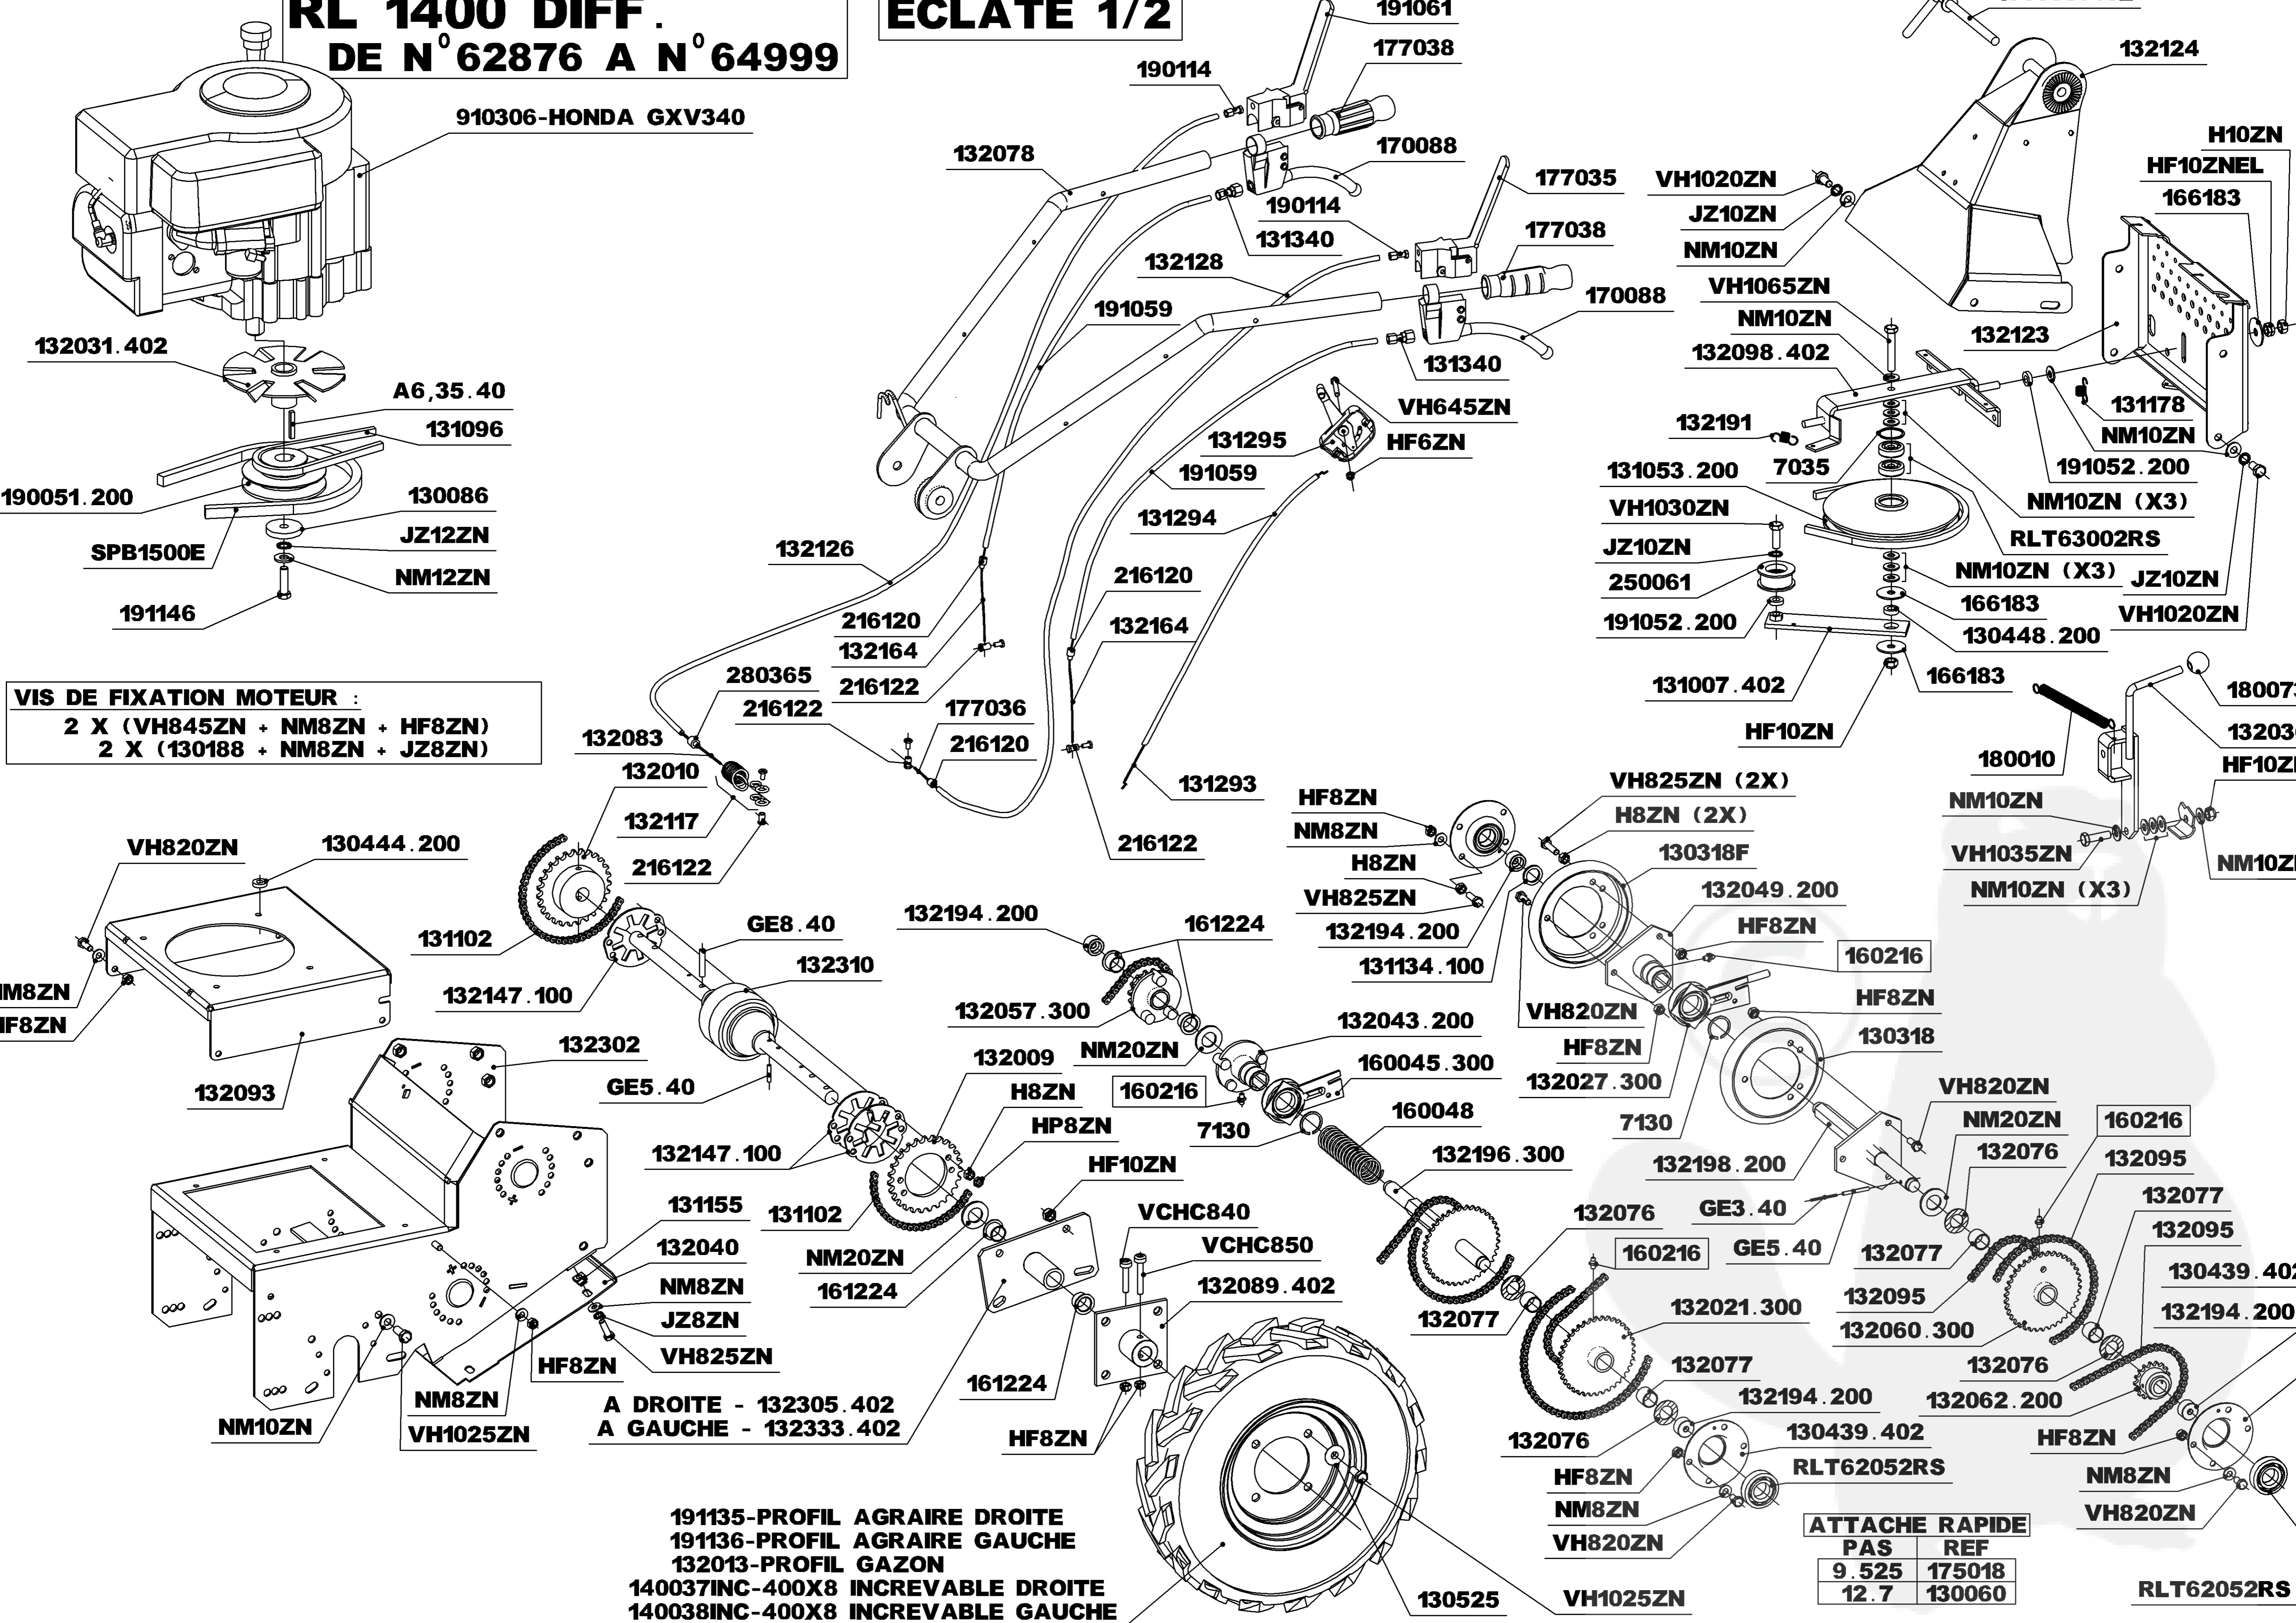 RL 1400 DIFF.
DE N°62876 A N°64999
ECLATE 1/2
910306-HONDA GXV340
132031.402
A6,35.40
131096
190051.200
130086
SPB1500E
JZ12ZN
NM12ZN
191146
VIS DE FIXATION MOTEUR :
2 X (VH845ZN + NM8ZN + HF8ZN)
2 X (130188 + NM8ZN + JZ8ZN)
191061
177038
190114
132078
170088
177035
190114
131340
177038
132128
191059
170088
131340
VH645ZN
131295
HF6ZN
191059
131294
132126
216120
216120
132164
132164
280365
216122
216122
177036
132083
216120
132010
131293
132117
216122
216122
132124
H10ZN
HF10ZNEL
166183
VH1020ZN
JZ10ZN
NM10ZN
VH1065ZN
NM10ZN
132098.402
132123
131178
132191
NM10ZN
7035
191052.200
131053.200
NM10ZN (X3)
VH1030ZN
RLT63002RS
JZ10ZN
NM10ZN (X3)
JZ10ZN
250061
166183
VH1020ZN
191052.200
130448.200
131007.402
166183
HF10ZN
180010
NM10ZN
VH1035ZN
NM10ZN (X3)
VH820ZN
130444.200
131102
GE8.40
132310
132147.100
132302
132093
GE5.40
132009
H8ZN
HP8ZN
132147.100
HF10ZN
131155
131102
132040
NM20ZN
NM8ZN
161224
JZ8ZN
VH825ZN
HF8ZN
NM8ZN
NM10ZN
VH1025ZN
A DROITE - 132305.402
A GAUCHE - 132333.402
161224
HF8ZN
VCHC840
VCHC850
132089.402
132194.200
161224
132057.300
132043.200
NM20ZN
160045.300
160216
7130
160048
132196.300
132076
160216
132077
132021.300
132077
132194.200
132076
130439.402
HF8ZN
RLT62052RS
NM8ZN
VH820ZN
HF8ZN
VH825ZN (2X)
NM8ZN
H8ZN (2X)
H8ZN
130318F
VH825ZN
132049.200
132194.200
HF8ZN
131134.100
160216
VH820ZN
HF8ZN
HF8ZN
130318
132027.300
VH820ZN
7130
NM20ZN
160216
132198.200
132076
132095
GE3.40
132077
GE5.40
132077
132095
132095
132060.300
132194.200
132076
132062.200
HF8ZN
NM8ZN
VH820ZN
RLT62052RS
191135-PROFIL AGRAIRE DROITE
191136-PROFIL AGRAIRE GAUCHE
132013-PROFIL GAZON
140037INC-400X8 INCREVABLE DROITE
140038INC-400X8 INCREVABLE GAUCHE
130525
VH1025ZN
ATTACHE RAPIDE
PAS REF
9.525 175018
12.7 130060